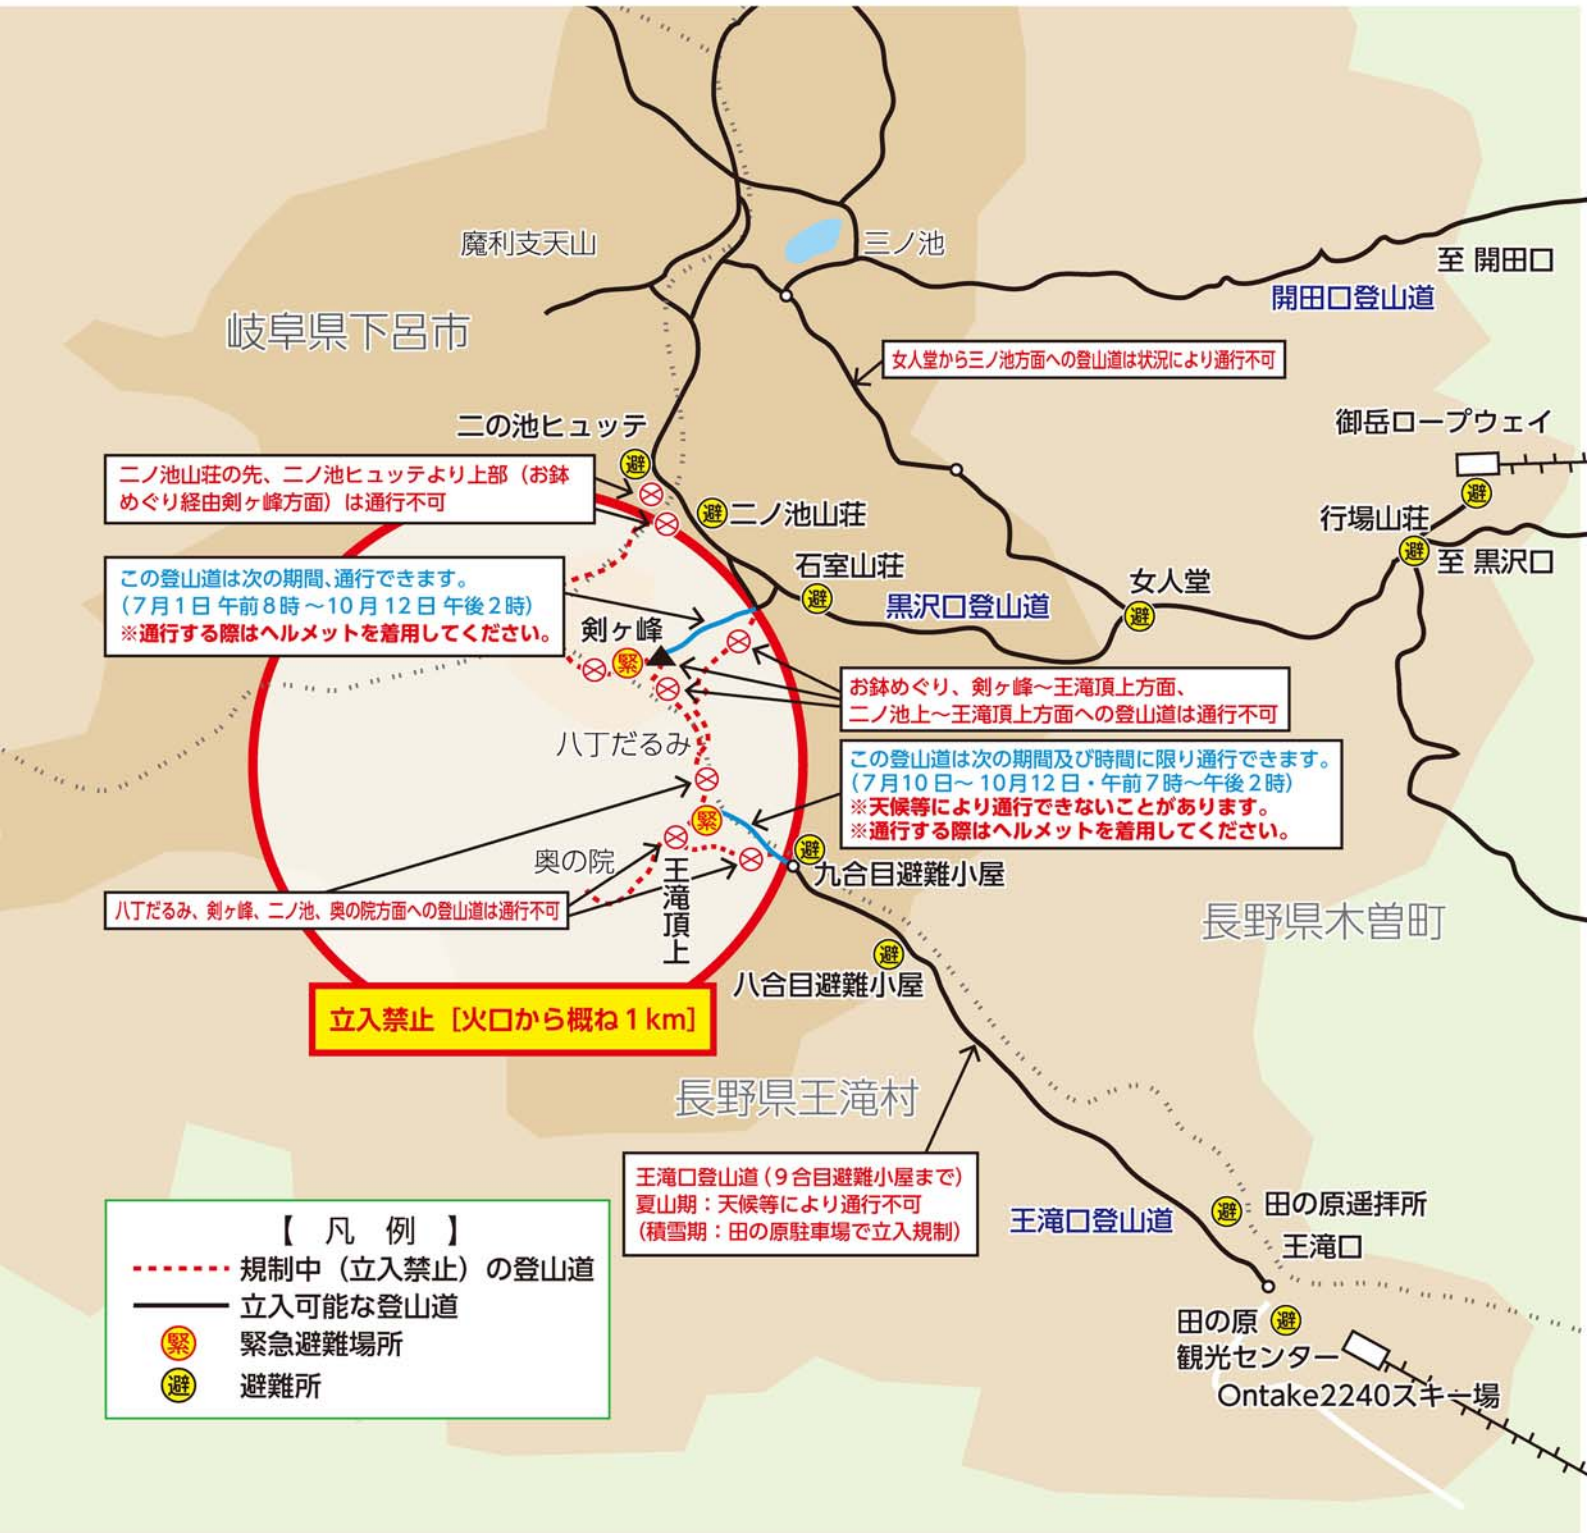 魔利支天山
三ノ池
至 開田口
開田口登山道
岐阜県下呂市
女人堂から三ノ池方面への登山道は状況により通行不可
二の池ヒュッテ
御岳ロープウェイ
避
避
二ノ池山荘の先、二ノ池ヒュッテより上部（お鉢
めぐり経由剣ヶ峰方面）は通行不可
避
二ノ池山荘
行場山荘
避
至 黒沢口
この登山道は次の期間､通行できます。
（7月1日 午前8時～10月12日 午後2時）
※通行する際はヘルメットを着用してください。
石室山荘
避
黒沢口登山道
女人堂
避
剣ヶ峰
緊
お鉢めぐり、剣ヶ峰～王滝頂上方面、
二ノ池上～王滝頂上方面への登山道は通行不可
八丁だるみ
この登山道は次の期間及び時間に限り通行できます。
（7月10日～10月12日・午前7時～午後2時）
※天候等により通行できないことがあります。
※通行する際はヘルメットを着用してください。
緊
奥の院
王滝頂上
避
九合目避難小屋
八丁だるみ、剣ヶ峰、二ノ池、奥の院方面への登山道は通行不可
長野県木曽町
避
八合目避難小屋
立入禁止［火口から概ね1km］
長野県王滝村
王滝口登山道（9合目避難小屋まで）
夏山期：天候等により通行不可
（積雪期：田の原駐車場で立入規制）
王滝口登山道
避
田の原遥拝所
王滝口
田の原
観光センター
避
Ontake2240スキー場
【 凡 例 】
規制中（立入禁止）の登山道
立入可能な登山道
緊
緊急避難場所
避
避難所